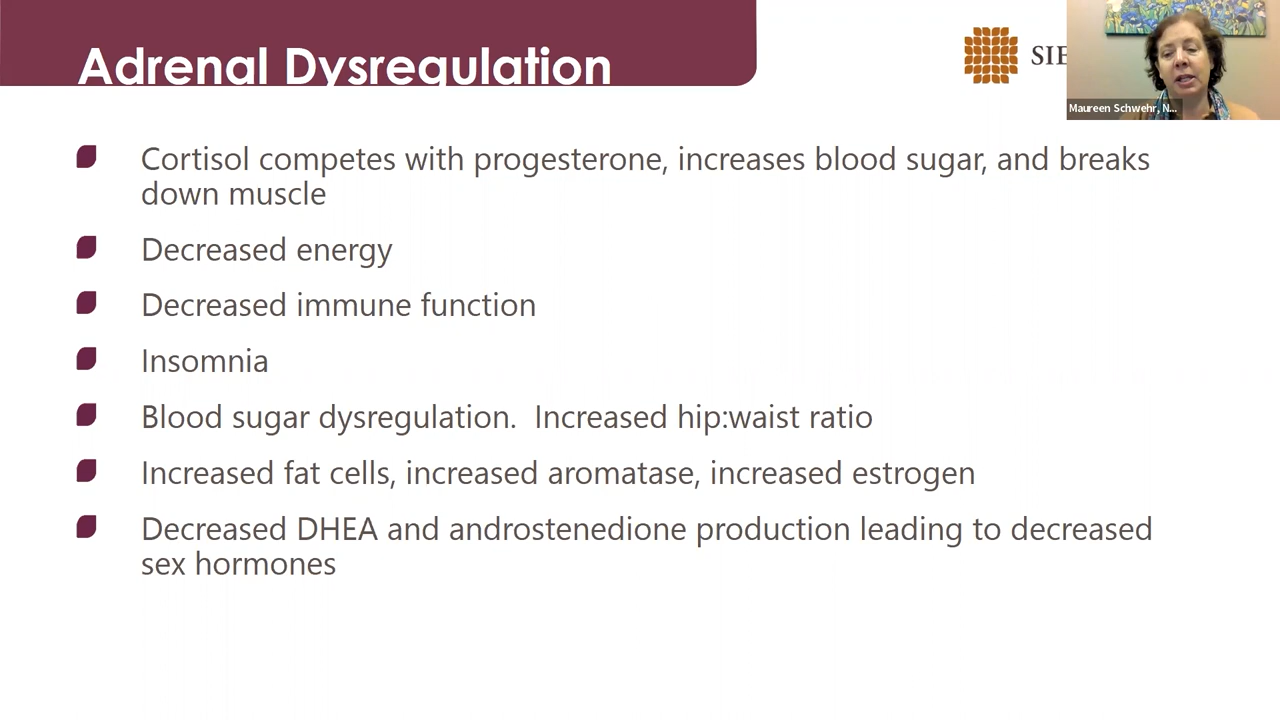 Adrenal Dysregulation
SIE
Maureen Schwehr, N...
Cortisol competes with progesterone, increases blood sugar, and breaks
down muscle
Decreased energy
Decreased immune function
Insomnia
Blood sugar dysregulation.  Increased hip:waist ratio
Increased fat cells, increased aromatase, increased estrogen
Decreased DHEA and androstenedione production leading to decreased
sex hormones